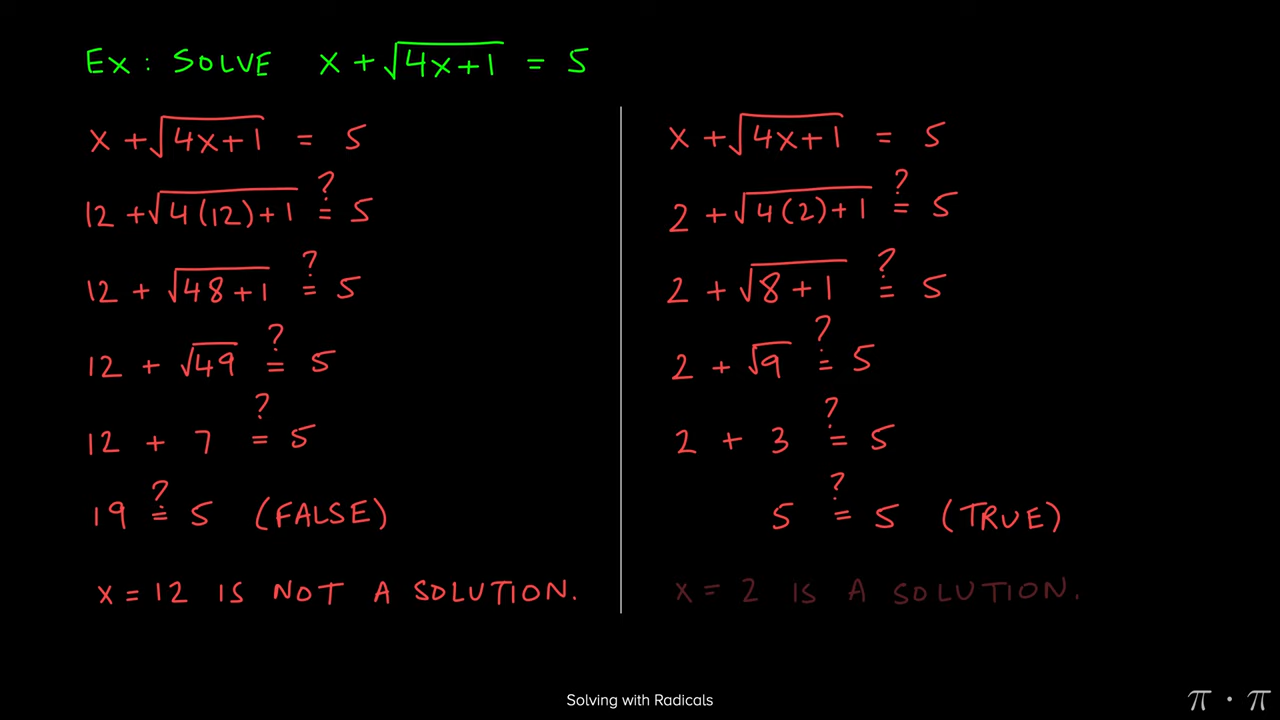 EX: SOLVE x + √(4x+1) = 5
x + √(4x+1) = 5
12 + √(4(12)+1) ≟ 5
12 + √(48+1) ≟ 5
12 + √49 ≟ 5
12 + 7 ≟ 5
19 ≟ 5 (FALSE)
x = 12 IS NOT A SOLUTION.
x + √(4x+1) = 5
2 + √(4(2)+1) ≟ 5
2 + √(8+1) ≟ 5
2 + √9 ≟ 5
2 + 3 ≟ 5
5 ≟ 5 (TRUE)
x = 2 IS A SOLUTION.
Solving with Radicals
π · π